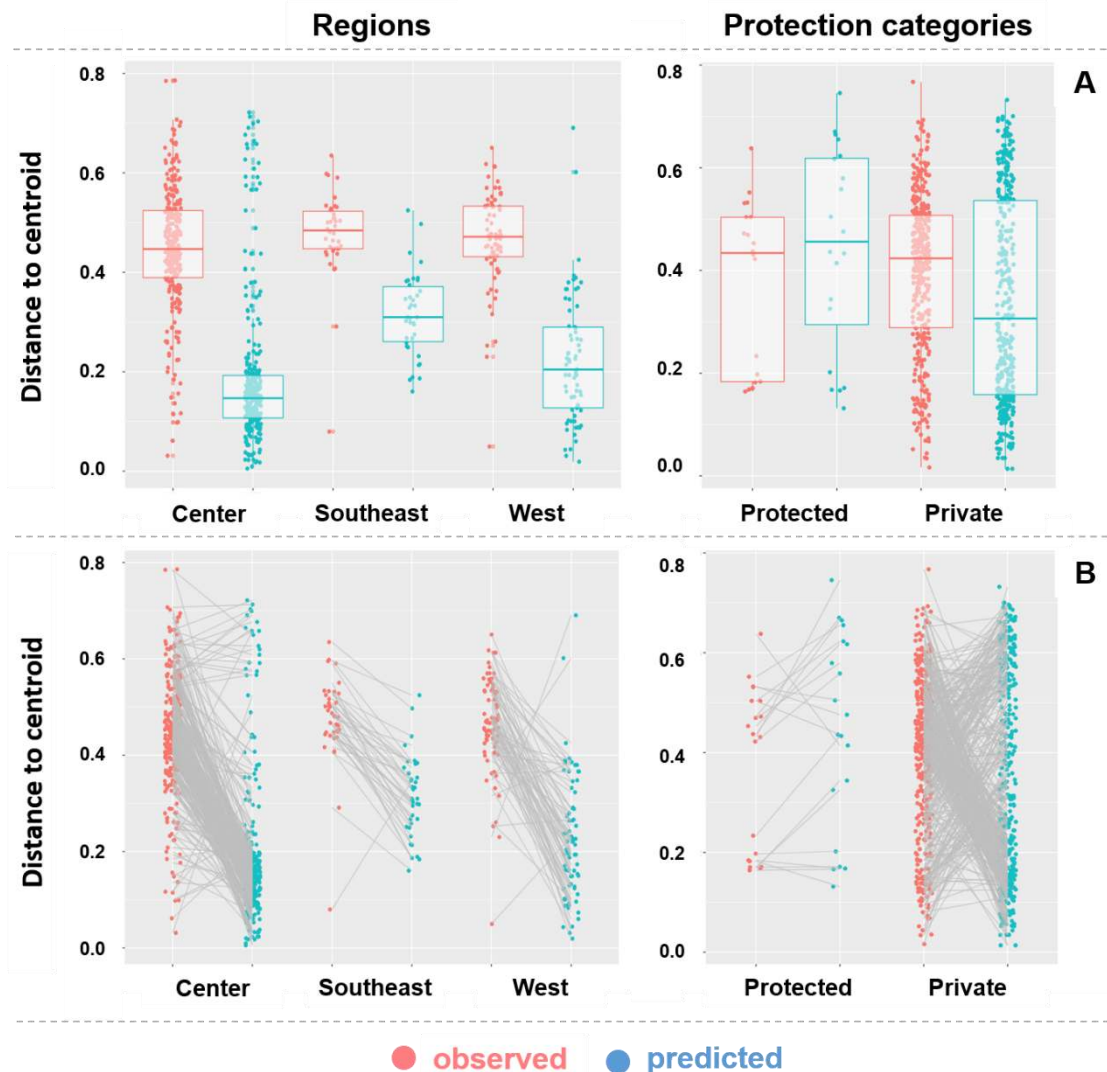 Regions Protection categories
A
Distance to centroid
0.8
0.6
0.4
0.2
0.0
0.8
0.6
0.4
0.2
0.0
Center Southeast West
Protected Private
B
Distance to centroid
0.8
0.6
0.4
0.2
0.0
0.8
0.6
0.4
0.2
0.0
Center Southeast West
Protected Private
observed predicted